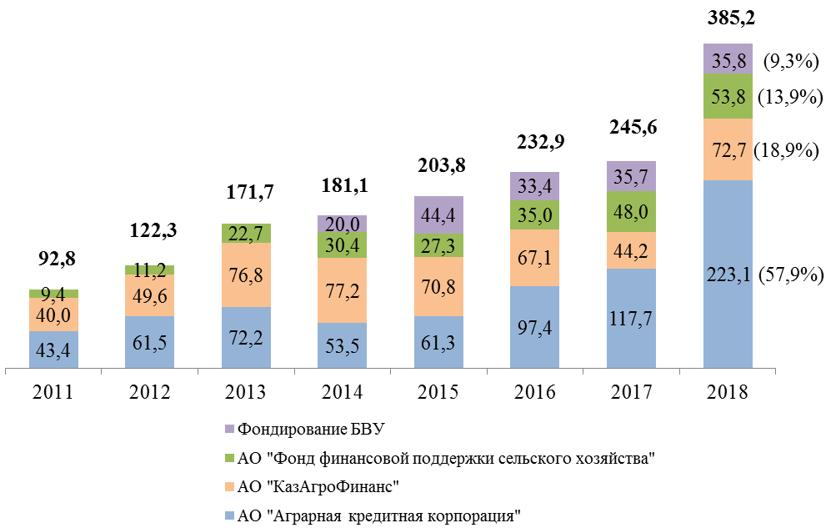 385,2
35,8 (9,3%)
53,8 (13,9%)
245,6
232,9
72,7 (18,9%)
203,8
35,7
171,7 181,1
33,4
44,4 48,0
122,3 22,7 20,0 35,0
30,4 27,3 44,2
92,8 11,2 76,8 67,1
9,4 49,6 77,2 70,8 223,1 (57,9%)
40,0
117,7
97,4
43,4 61,5 72,2 53,5 61,3
2011 2012 2013 2014 2015 2016 2017 2018
Фондирование БВУ
АО "Фонд финансовой поддержки сельского хозяйства"
АО "КазАгроФинанс"
АО "Аграрная кредитная корпорация"